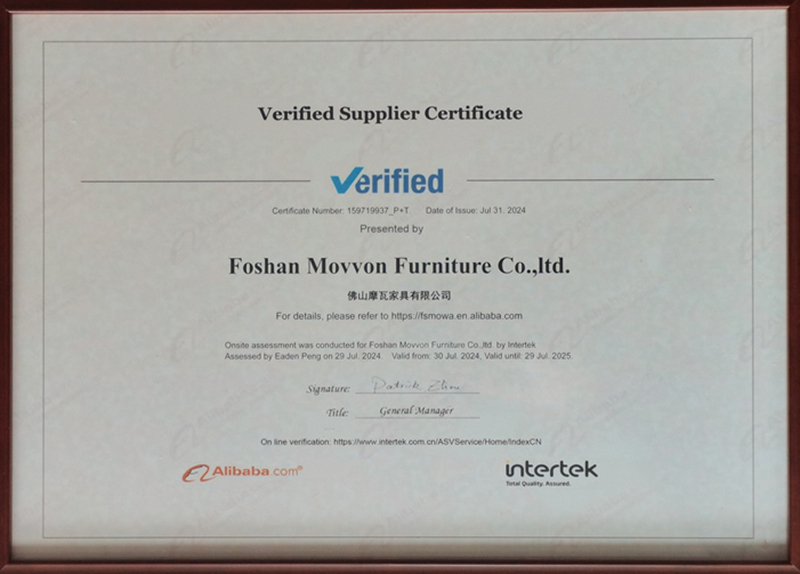 Verified Supplier Certificate
Verified
Certificate Number: 159719937_P+T Date of Issue: Jul 31. 2024
Presented by
Foshan Movvon Furniture Co.,ltd.
佛山摩瓦家具有限公司
For details, please refer to https://fsmowa.en.alibaba.com
Onsite assessment was conducted for Foshan Movvon Furniture Co.,ltd. by Intertek
Assessed by Eaden Peng on 29 Jul. 2024. Valid from: 30 Jul. 2024, Valid until: 29 Jul. 2025.
Signature: Patrick
Title: General Manager
On line verification: https://www.intertek.com.cn/ASVService/Home/IndexCN
Alibaba.com®
intertek
Total Quality. Assured.